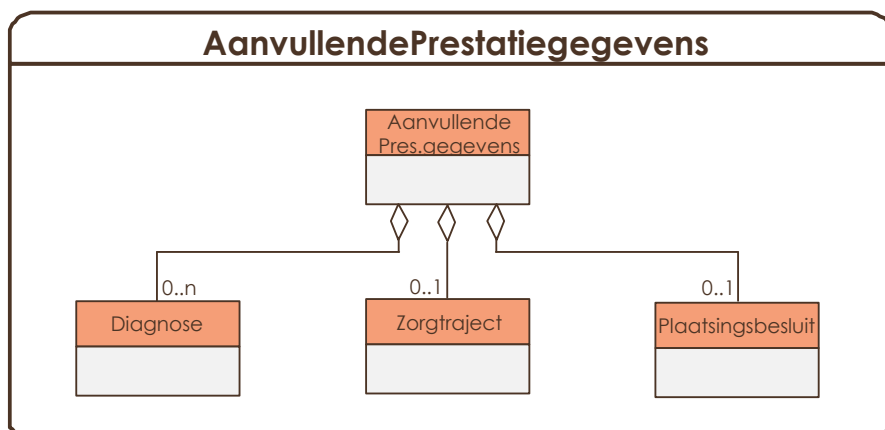 AanvullendePrestatiegegevens
Aanvullende
Pres.gegevens
0..n
0..1
0..1
Diagnose
Zorgtraject
Plaatsingsbesluit